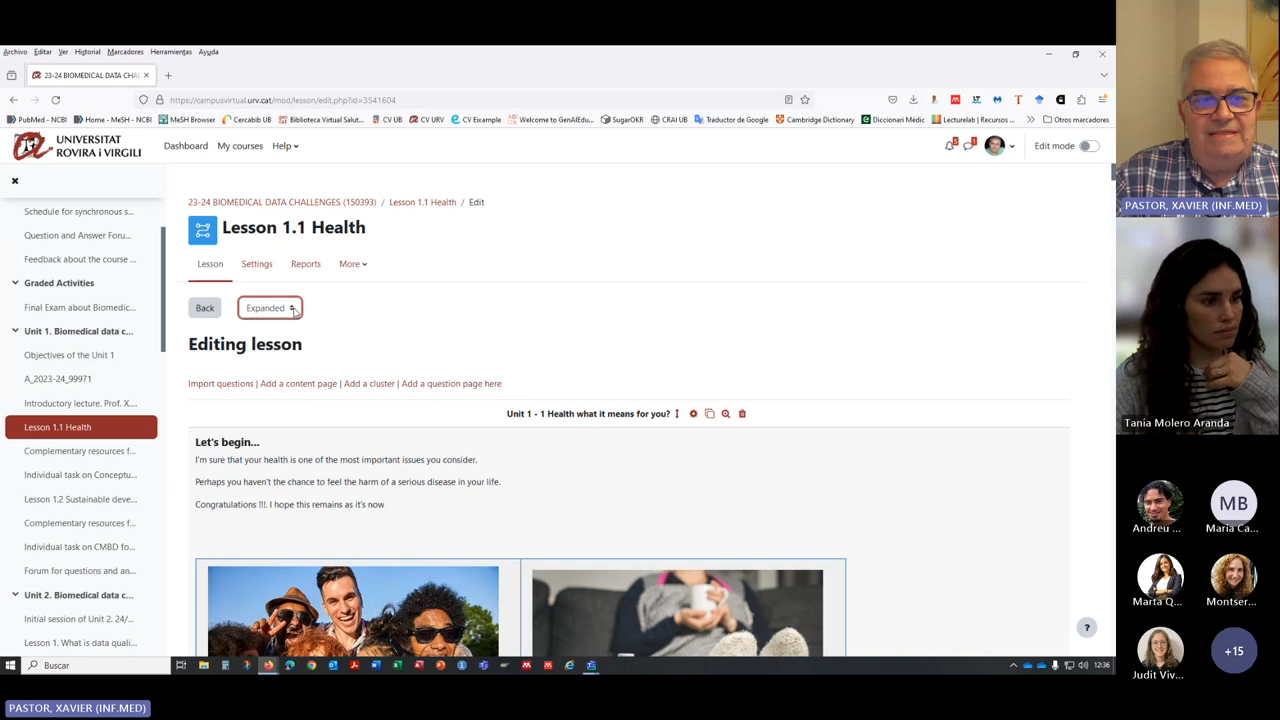 Archivo Editar Ver Historial Marcadores Herramientas Ayuda
23-24 BIOMEDICAL DATA CHA
https://campusvirtual.urv.cat/mod/lesson/edit.php?id=3541604
PubMed - NCBI Home - MeSH - NCBI MeSH Browser Cercabib UB Biblioteca Virtual Salut... CV UB CV URV CV Eixample Welcome to GenAIEdu... SugarOKR CRAI UB Traductor de Google Cambridge Dictionary Diccionari Mèdic Lecturelab | Recursos ... Otros marcadores
UNIVERSITAT
ROVIRA i VIRGILI
Dashboard My courses Help Edit mode
Schedule for synchronous s...
Question and Answer Foru...
Feedback about the course ...
Graded Activities
Final Exam about Biomedic...
Unit 1. Biomedical data c...
Objectives of the Unit 1
A_2023-24_99971
Introductory lecture. Prof. X....
Lesson 1.1 Health
Complementary resources f...
Individual task on Conceptu...
Lesson 1.2 Sustainable deve...
Complementary resources f...
Individual task on CMBD fo...
Forum for questions and an...
Unit 2. Biomedical data c...
Initial session of Unit 2. 24/...
Lesson 1. What is data quali...
23-24 BIOMEDICAL DATA CHALLENGES (150393) / Lesson 1.1 Health / Edit
Lesson 1.1 Health
Lesson Settings Reports More
Back Expanded
Editing lesson
Import questions | Add a content page | Add a cluster | Add a question page here
Unit 1 - 1 Health what it means for you?
Let's begin...
I'm sure that your health is one of the most important issues you consider.
Perhaps you haven't the chance to feel the harm of a serious disease in your life.
Congratulations !!!. I hope this remains as it's now
?
Buscar
12:36
PASTOR, XAVIER (INF.MED)
Tania Molero Aranda
MB
Andreu ... Maria Ca...
Marta Q... Montser...
+15
Judit Viv...
PASTOR, XAVIER (INF.MED)